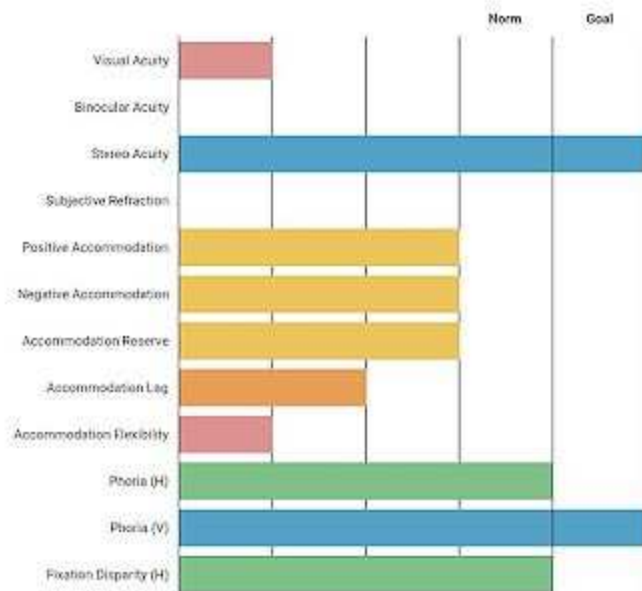 Norm Goal
Visual Acuity
Binocular Acuity
Stereo Acuity
Subjective Refraction
Positive Accommodation
Negative Accommodation
Accommodation Reserve
Accommodation Lag
Accommodation Flexibility
Phoria (H)
Phoria (V)
Fixation Disparity (H)